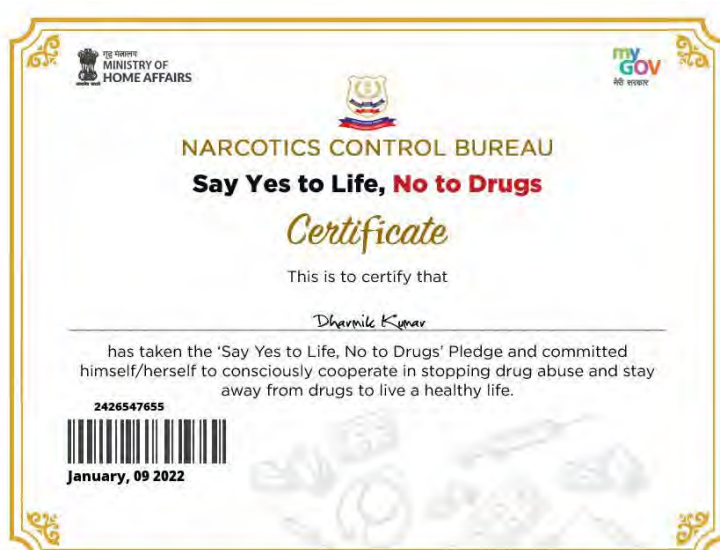 गृह मंत्रालय
MINISTRY OF
HOME AFFAIRS
my
GOV
मेरी सरकार
NARCOTICS CONTROL BUREAU
Say Yes to Life, No to Drugs
Certificate
This is to certify that
Dharmik Kumar
has taken the ‘Say Yes to Life, No to Drugs’ Pledge and committed
himself/herself to consciously cooperate in stopping drug abuse and stay
away from drugs to live a healthy life.
2426547655
January, 09 2022